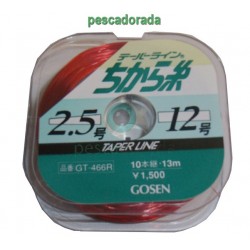 pescadorada
テーパーライン
ちから糸
2.5号 12号
TAPER LINE
品番 GT-466R
10本継・13m
￥1,500
GOSEN